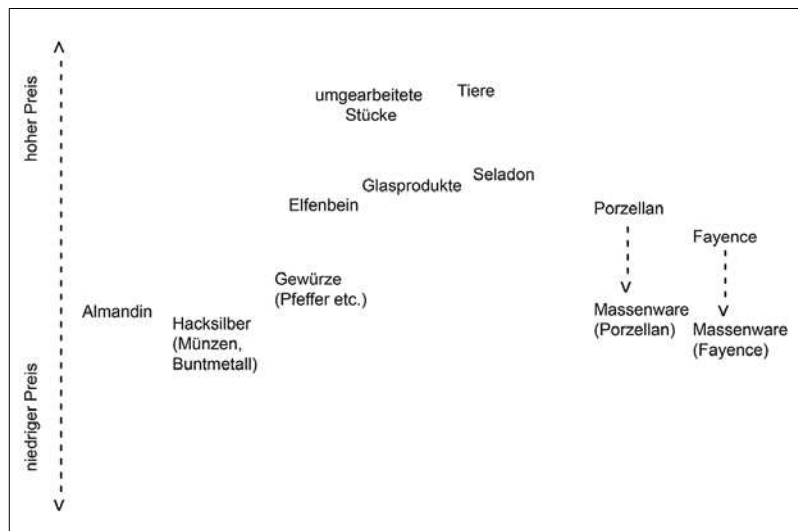 hoher Preis
niedriger Preis
umgearbeitete
Stücke
Tiere
Elfenbein
Glasprodukte
Seladon
Porzellan
Fayence
Gewürze
(Pfeffer etc.)
Almandin
Hacksilber
(Münzen,
Buntmetall)
Massenware
(Porzellan)
Massenware
(Fayence)